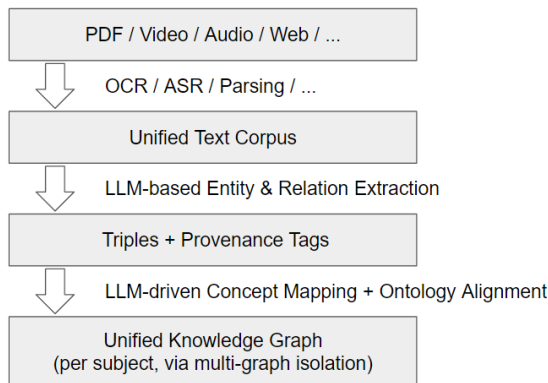 PDF / Video / Audio / Web / ...
OCR / ASR / Parsing / ...
Unified Text Corpus
LLM-based Entity & Relation Extraction
Triples + Provenance Tags
LLM-driven Concept Mapping + Ontology Alignment
Unified Knowledge Graph
(per subject, via multi-graph isolation)